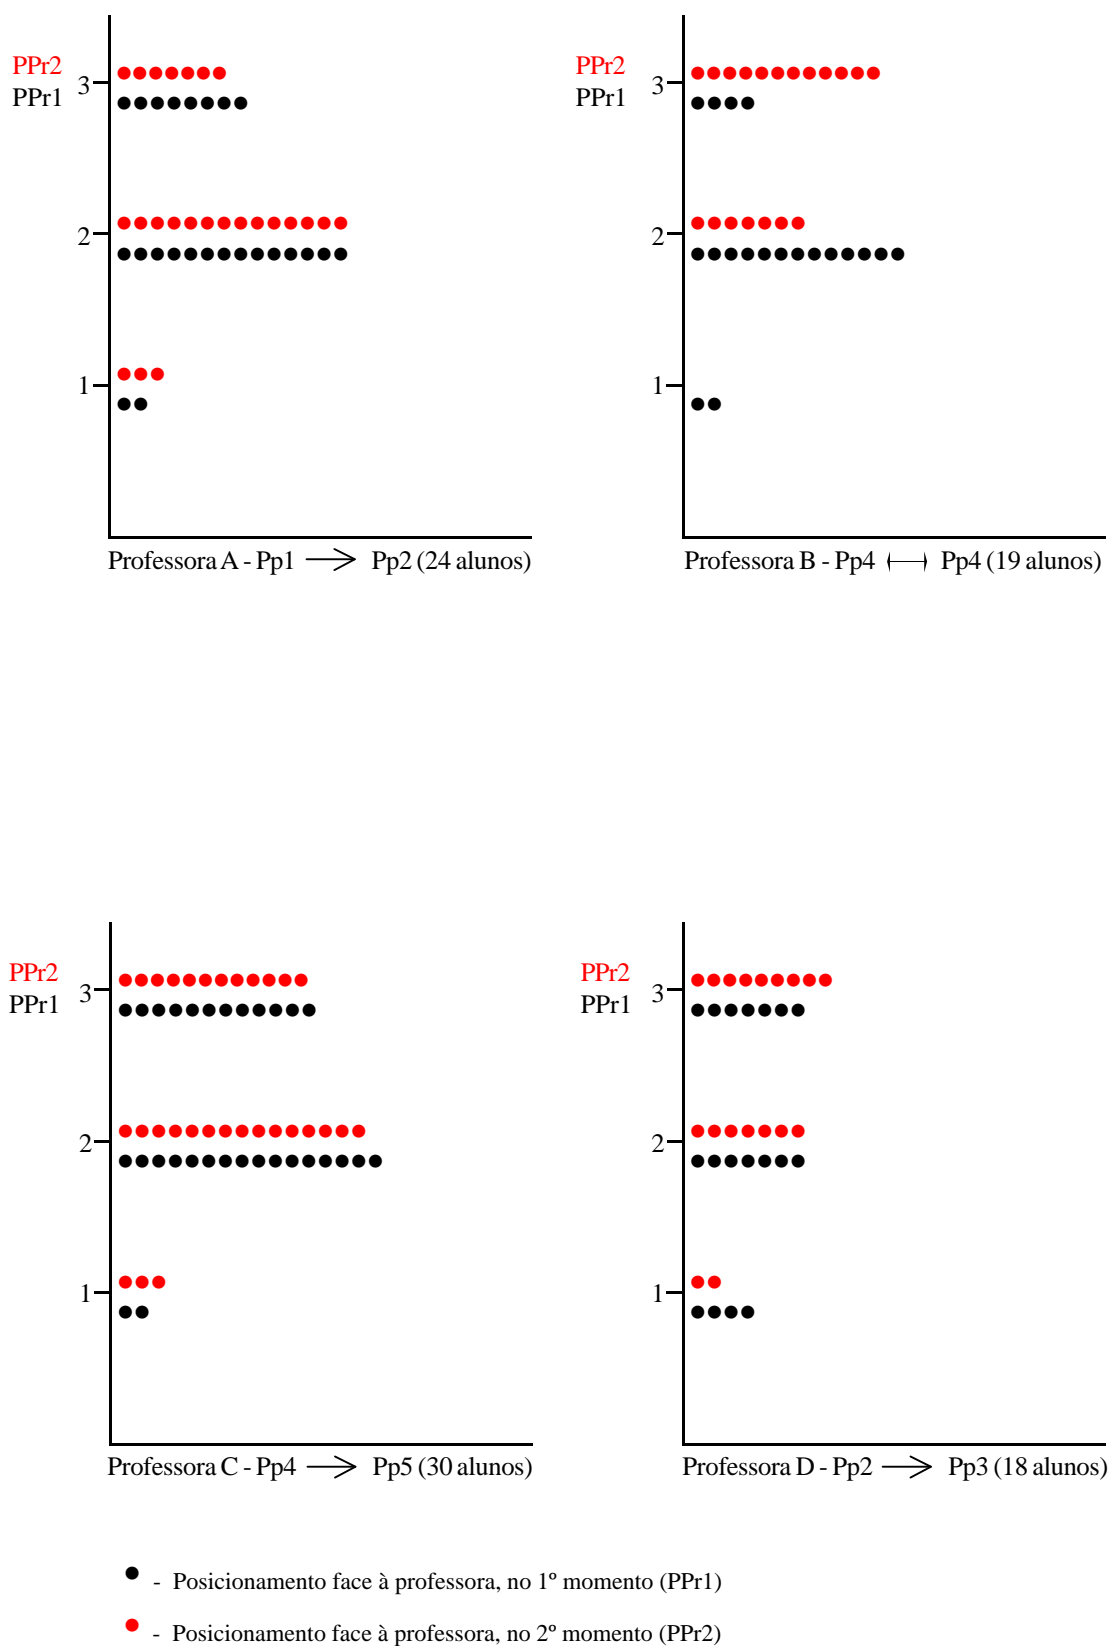 PPr2
PPr1
3
2
1
Professora A - Pp1 → Pp2 (24 alunos)
PPr2
PPr1
3
2
1
Professora B - Pp4 ↔ Pp4 (19 alunos)
PPr2
PPr1
3
2
1
Professora C - Pp4 → Pp5 (30 alunos)
PPr2
PPr1
3
2
1
Professora D - Pp2 → Pp3 (18 alunos)
- Posicionamento face à professora, no 1º momento (PPr1)
- Posicionamento face à professora, no 2º momento (PPr2)